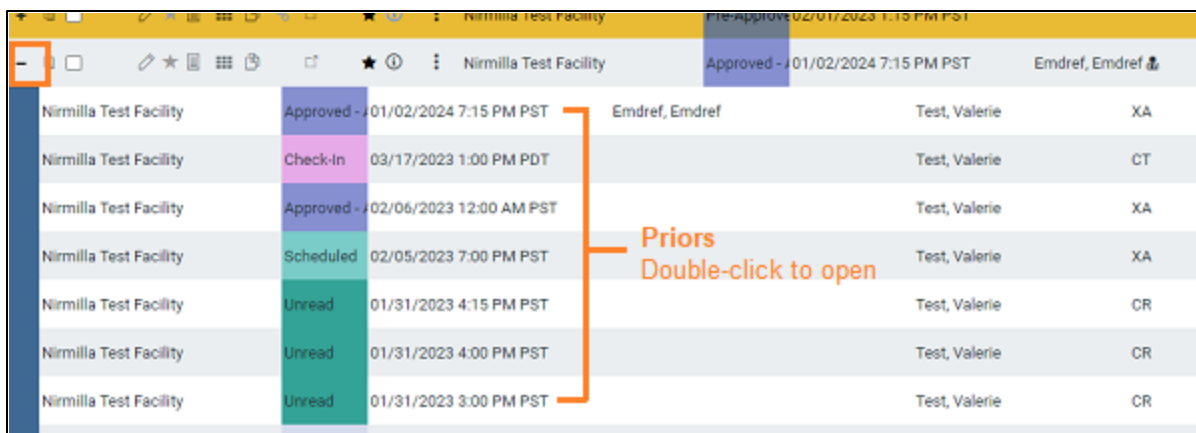 Nirmilla Test Facility Pre-Approve 02/01/2023 1:15 PM PST
Nirmilla Test Facility Approved - A 01/02/2024 7:15 PM PST Emdref, Emdref
Nirmilla Test Facility Approved - A 01/02/2024 7:15 PM PST Emdref, Emdref Test, Valerie XA
Nirmilla Test Facility Check-In 03/17/2023 1:00 PM PDT Test, Valerie CT
Nirmilla Test Facility Approved - A 02/06/2023 12:00 AM PST Test, Valerie XA
Priors
Nirmilla Test Facility Scheduled 02/05/2023 7:00 PM PST Test, Valerie XA
Double-click to open
Nirmilla Test Facility Unread 01/31/2023 4:15 PM PST Test, Valerie CR
Nirmilla Test Facility Unread 01/31/2023 4:00 PM PST Test, Valerie CR
Nirmilla Test Facility Unread 01/31/2023 3:00 PM PST Test, Valerie CR